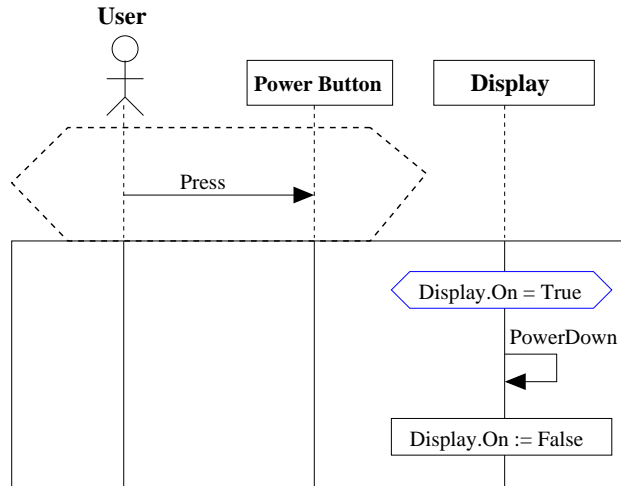 User
Power Button
Display
Press
Display.On = True
PowerDown
Display.On := False